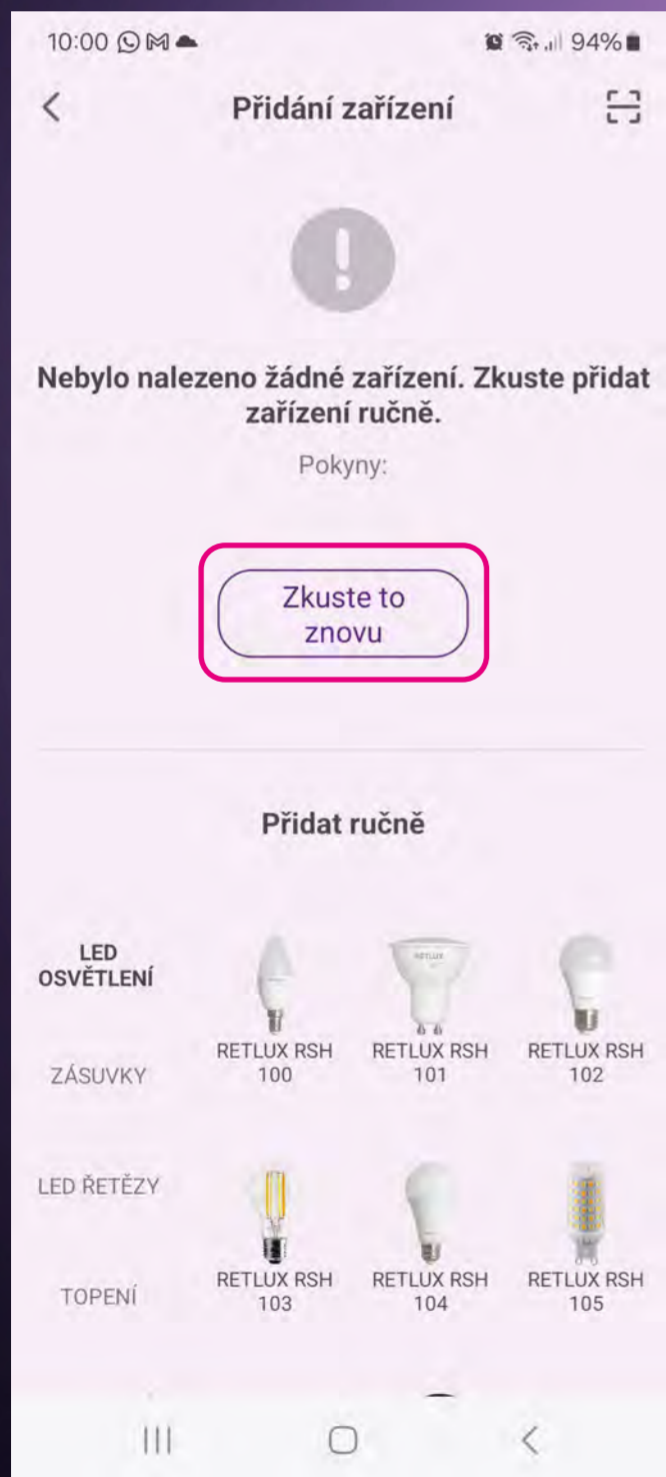 10:00 94%
Přidání zařízení
Nebylo nalezeno žádné zařízení. Zkuste přidat
zařízení ručně.
Pokyny:
Zkuste to
znovu
Přidat ručně
LED
OSVĚTLENÍ
RETLUX
RETLUX RSH
100
RETLUX RSH
101
RETLUX RSH
102
ZÁSUVKY
LED ŘETĚZY
RETLUX RSH
103
RETLUX RSH
104
RETLUX RSH
105
TOPENÍ